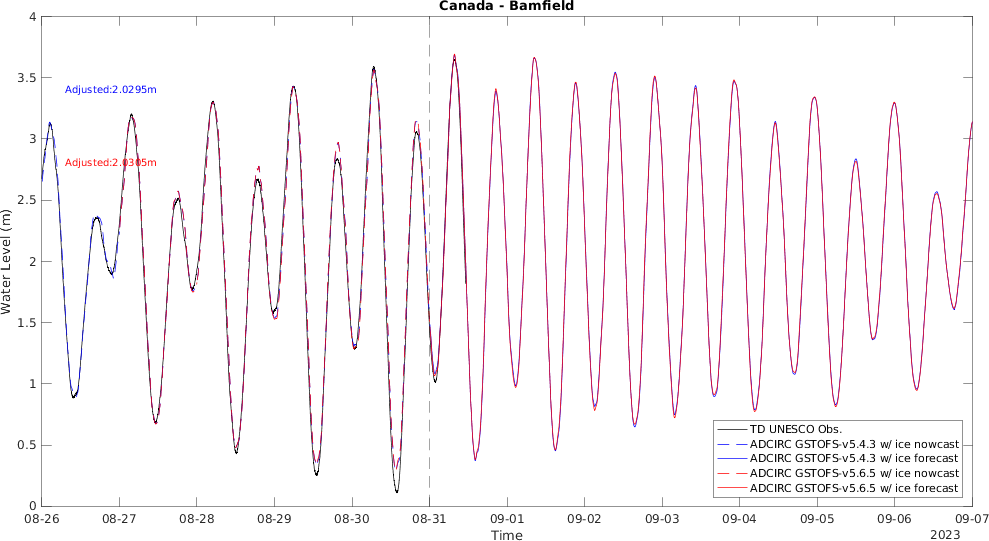 Canada - Bamfield
4
3.5
3
2.5
2
1.5
1
0.5
0
Water Level (m)
Adjusted:2.0295m
Adjusted:2.0305m
TD UNESCO Obs.
ADCIRC GSTOFS-v5.4.3 w/ ice nowcast
ADCIRC GSTOFS-v5.4.3 w/ ice forecast
ADCIRC GSTOFS-v5.6.5 w/ ice nowcast
ADCIRC GSTOFS-v5.6.5 w/ ice forecast
08-26 08-27 08-28 08-29 08-30 08-31 09-01 09-02 09-03 09-04 09-05 09-06 09-07
Time
2023